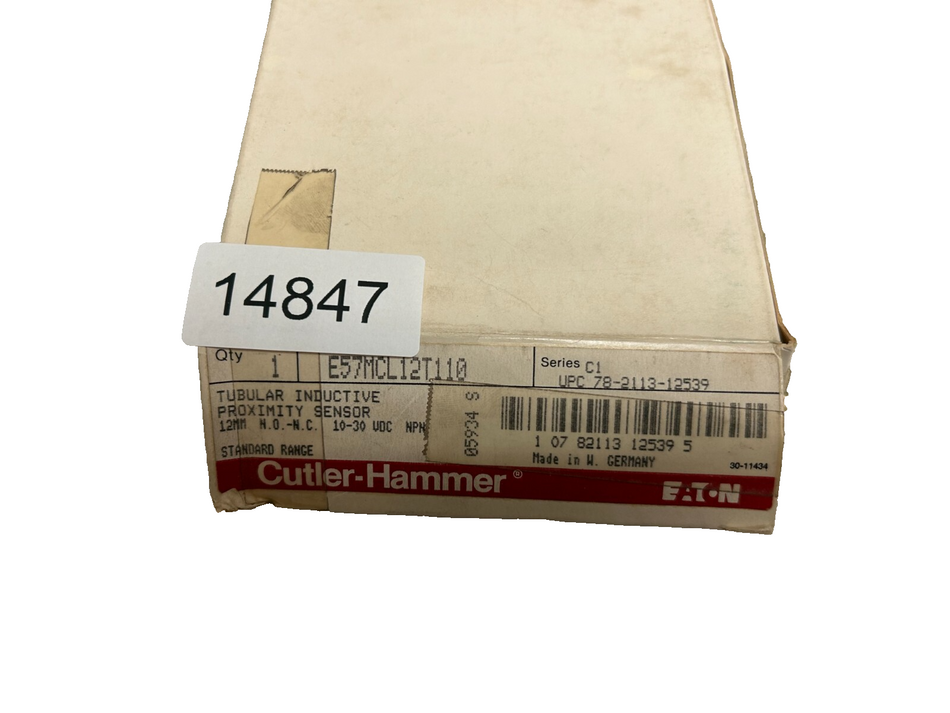 14847
Qty 1 E57MCL12T110 Series C1
UPC 78-2113-12539
TUBULAR INDUCTIVE
PROXIMITY SENSOR
12MM N.O.-N.C. 10-30 VDC NPN
STANDARD RANGE
05934 S
1 07 82113 12539 5
Made in W. GERMANY
30-11434
Cutler-Hammer®
EATON